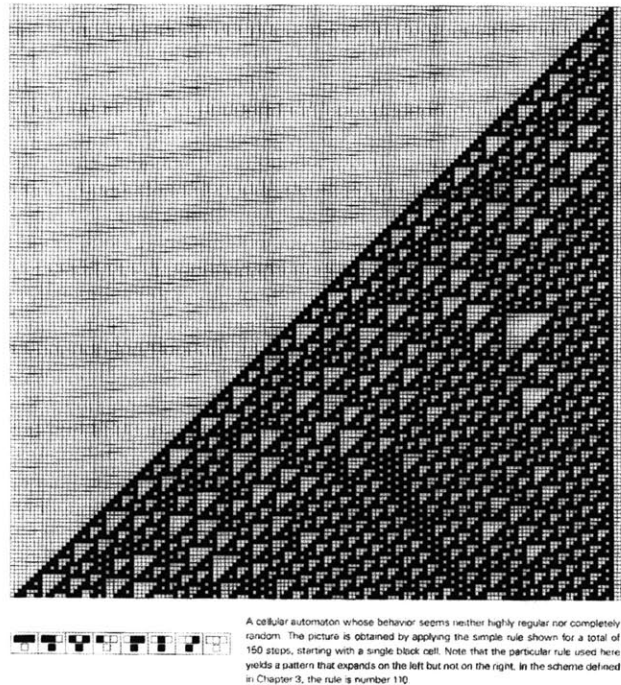 A cellular automaton whose behavior seems neither highly regular nor completely
random. The picture is obtained by applying the simple rule shown for a total of
150 steps, starting with a single black cell. Note that the particular rule used here
yields a pattern that expands on the left but not on the right. In the scheme defined
in Chapter 3, the rule is number 110.